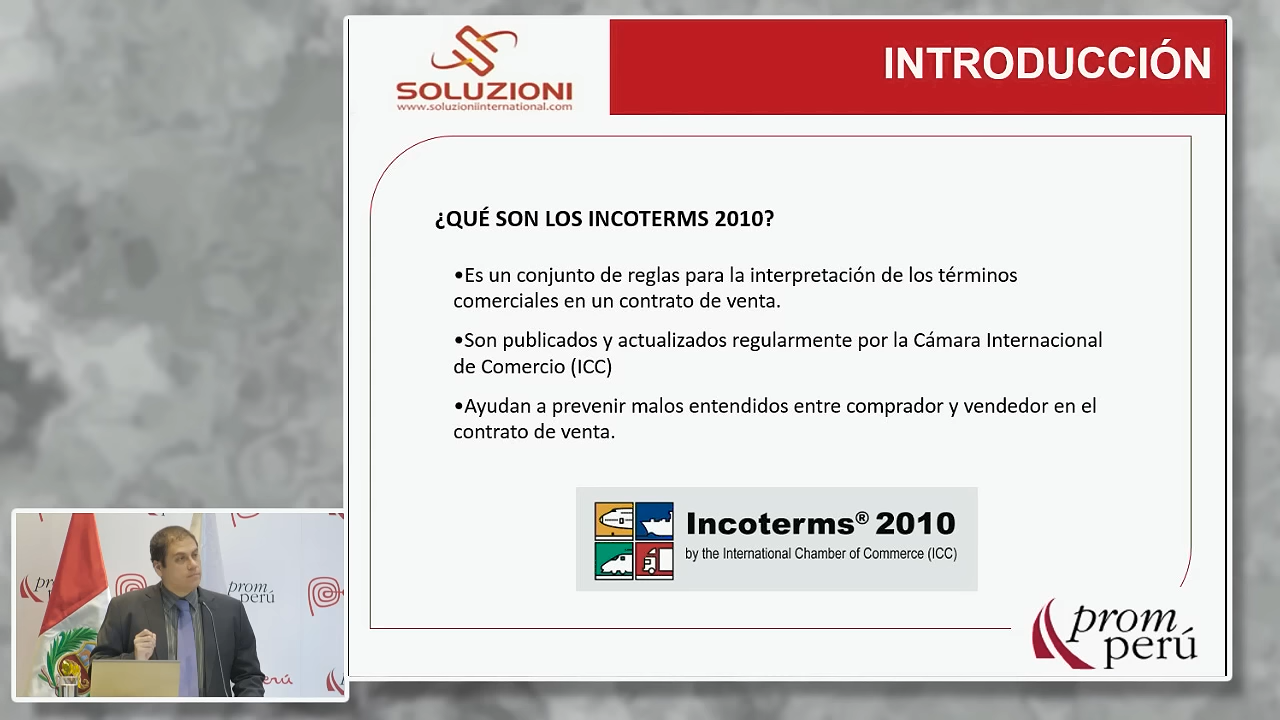 SOLUZIONI
www.soluzioniinternational.com
INTRODUCCIÓN
¿QUÉ SON LOS INCOTERMS 2010?
•Es un conjunto de reglas para la interpretación de los términos
comerciales en un contrato de venta.
•Son publicados y actualizados regularmente por la Cámara Internacional
de Comercio (ICC)
•Ayudan a prevenir malos entendidos entre comprador y vendedor en el
contrato de venta.
Incoterms® 2010
by the International Chamber of Commerce (ICC)
prom
perú
prom
perú